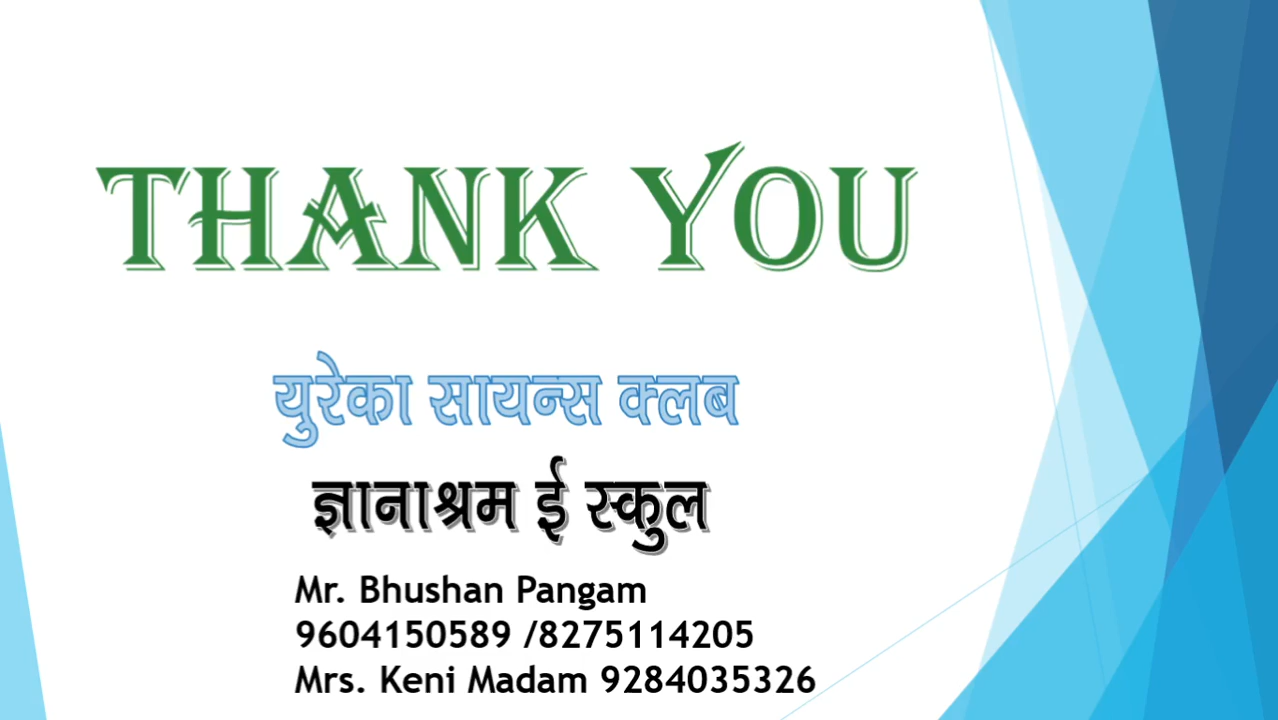 THANK YOU
युरेका सायन्स क्लब
ज्ञानाश्रम ई स्कुल
Mr. Bhushan Pangam
9604150589 /8275114205
Mrs. Keni Madam 9284035326